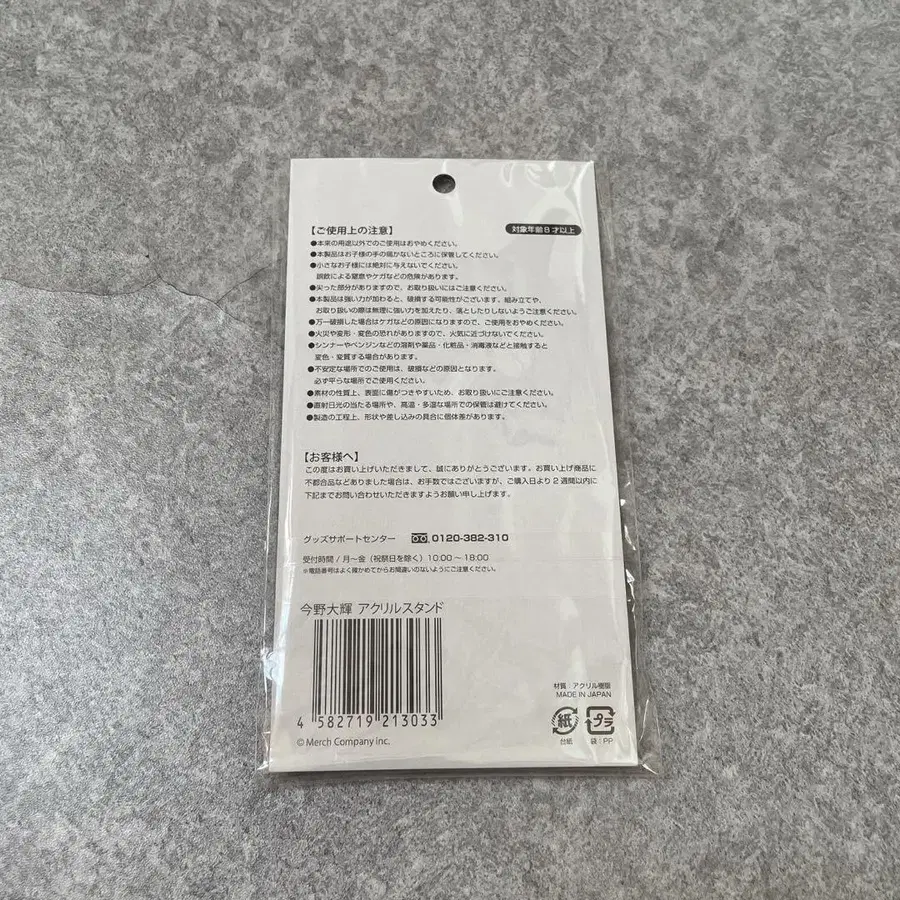 【ご使用上の注意】
対象年齢8才以上
●本来の用途以外でのご使用はおやめください。
●本製品はお子様の手の届かないところに保管してください。
●小さなお子様には絶対に与えないでください。
誤飲による窒息やケガなどの危険があります。
●尖った部分がありますので、お取り扱いにはご注意ください。
●本製品は強い力が加わると、破損する可能性がございます。組み立てや、
お取り扱いの際は無理に強い力を加えたり、落としたりしないようご注意ください。
●万一破損した場合はケガなどの原因になりますので、ご使用をおやめください。
●火災や変形・変色の恐れがありますので、火気に近づけないでください。
●シンナーやベンジンなどの溶剤や薬品・化粧品・消毒液などと接触すると
変色・変質する場合があります。
●不安定な場所でのご使用は、破損などの原因となります。
必ず平らな場所でご使用ください。
●素材の性質上、表面に傷がつきやすいため、お取り扱いにご注意ください。
●直射日光の当たる場所や、高温・多湿な場所での保管は避けてください。
●製造の工程上、形状や差し込みの具合に個体差があります。
【お客様へ】
この度はお買い上げいただきまして、誠にありがとうございます。お買い上げ商品に
不都合品などありました場合は、お手数ではございますが、ご購入日より2週間以内に
下記までお問い合わせいただきますようお願い申し上げます。
グッズサポートセンター 0120-382-310
受付時間 / 月〜金（祝祭日を除く）10:00 〜 18:00
※電話番号はよく確かめてからお間違いのないようにご注意ください。
今野大輝 アクリルスタンド
4 582719 213033
© Merch Company Inc.
材質：アクリル樹脂
MADE IN JAPAN
紙
プラ
台紙
袋：PP